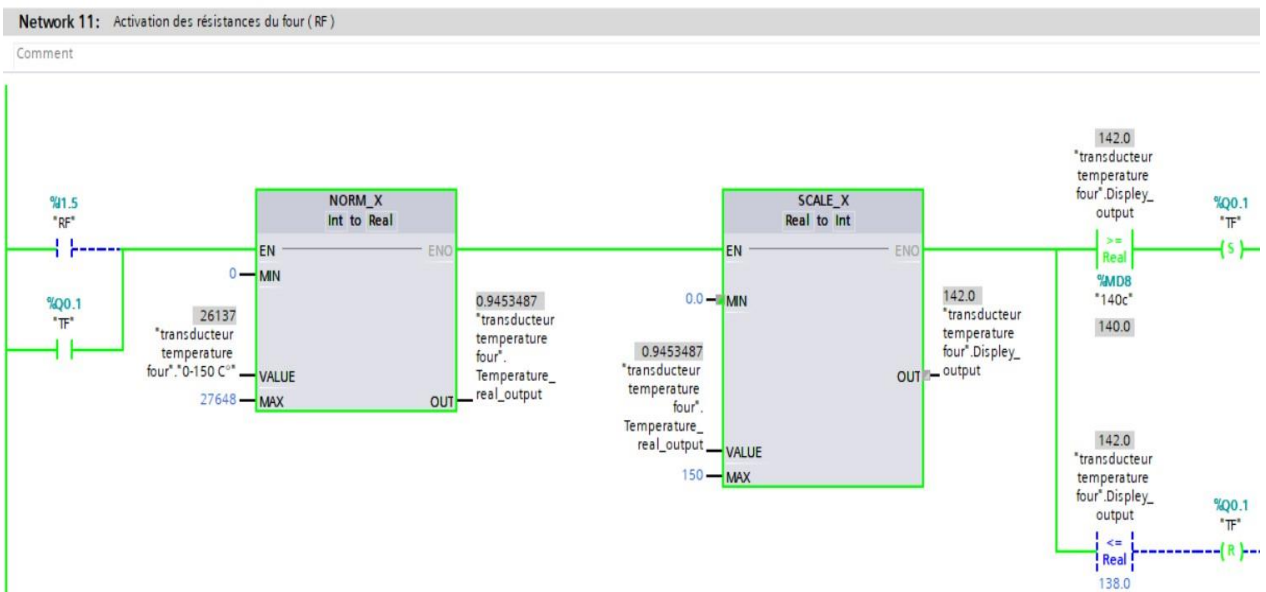 Network 11: Activation des résistances du four ( RF )
Comment
%I1.5
"RF"
%Q0.1
"TF"
NORM_X
Int to Real
EN
ENO
0
MIN
26137
"transducteur
temperature
four"."0-150 C°"
VALUE
27648
MAX
OUT
0.9453487
"transducteur
temperature
four".
Temperature_
real_output
SCALE_X
Real to Int
EN
ENO
0.0
MIN
0.9453487
"transducteur
temperature
four".
Temperature_
real_output
VALUE
150
MAX
OUT
142.0
"transducteur
temperature
four".Disply_
output
142.0
"transducteur
temperature
four".Disply_
output
>=
Real
%MD8
"140c"
140.0
%Q0.1
"TF"
S
142.0
"transducteur
temperature
four".Disply_
output
<=
Real
138.0
%Q0.1
"TF"
R